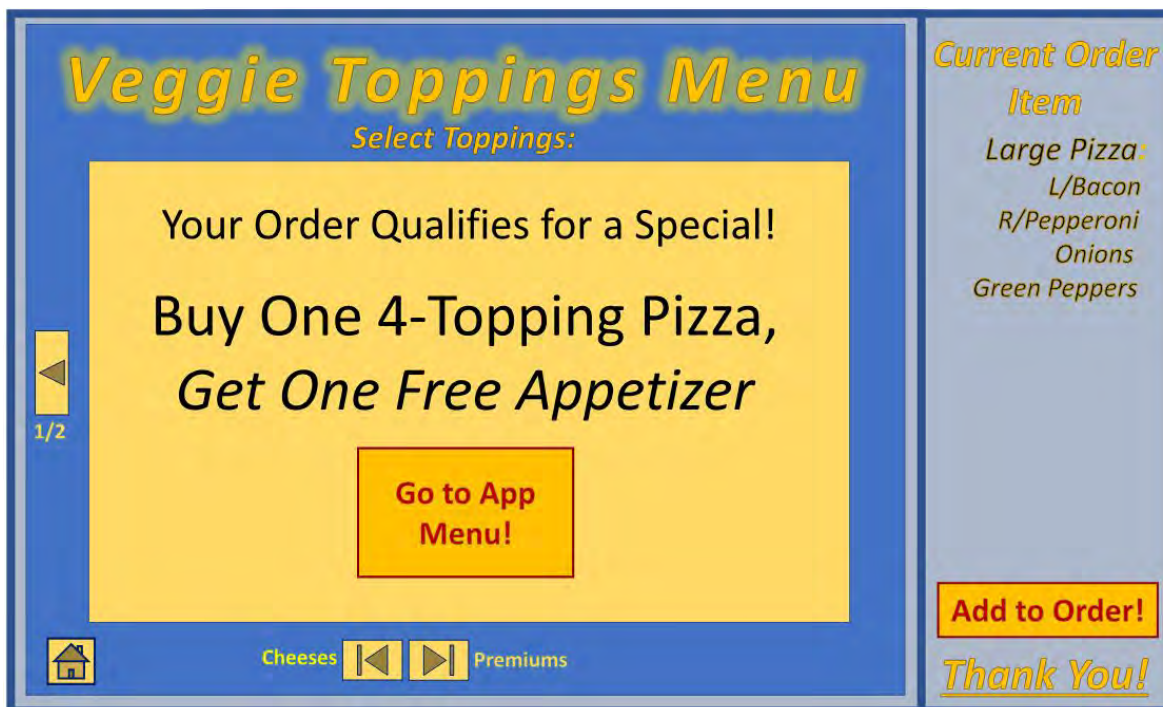 Veggie Toppings Menu
Select Toppings:
Your Order Qualifies for a Special!
Buy One 4-Topping Pizza,
Get One Free Appetizer
Go to App
Menu!
1/2
Cheeses
Premiums
Current Order
Item
Large Pizza:
L/Bacon
R/Pepperoni
Onions
Green Peppers
Add to Order!
Thank You!